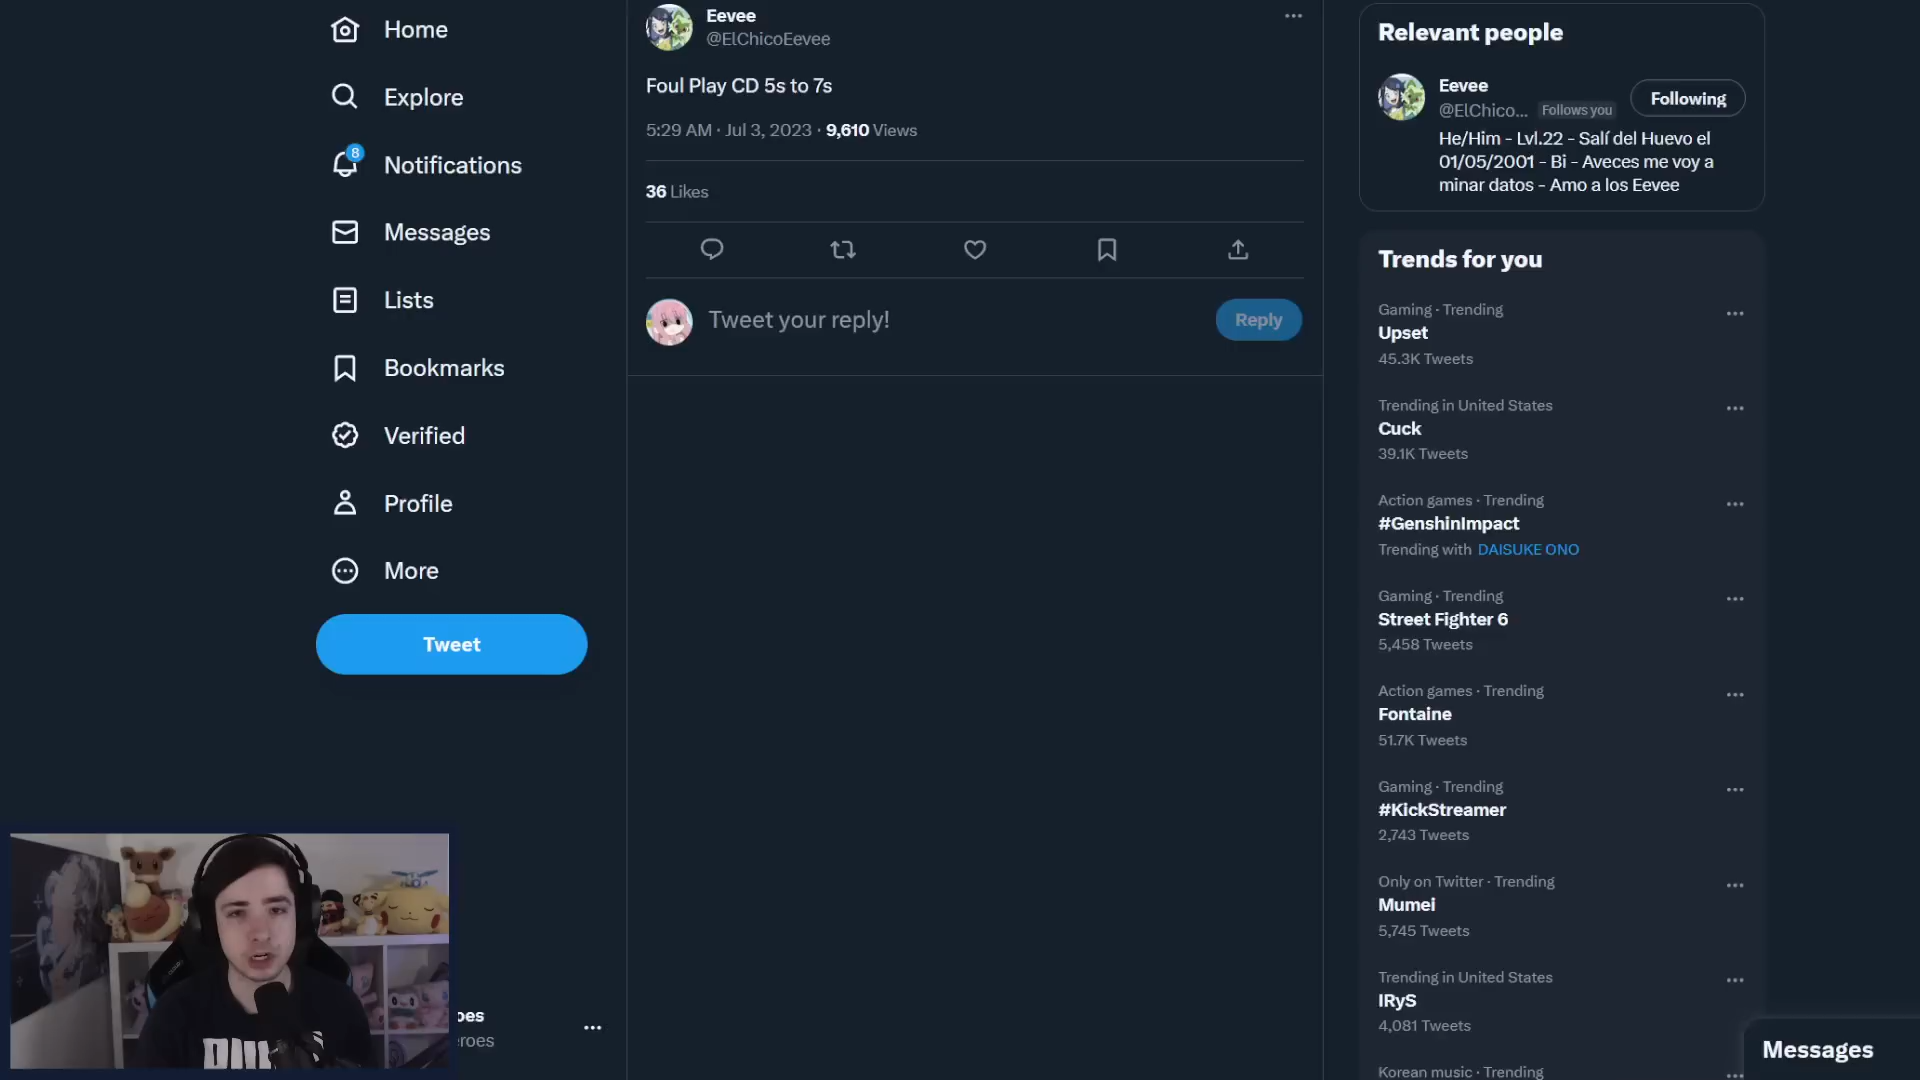 Home
Explore
8
Notifications
Messages
Lists
Bookmarks
Verified
Profile
More
Tweet
oes
eroes
Eevee
@ElChicoEevee
Foul Play CD 5s to 7s
5:29 AM · Jul 3, 2023 · 9,610 Views
36 Likes
Tweet your reply!
Reply
Relevant people
Eevee
@ElChico... Follows you
Following
He/Him - Lvl.22 - Salí del Huevo el
01/05/2001 - Bi - Aveces me voy a
minar datos - Amo a los Eevee
Trends for you
Gaming · Trending
Upset
45.3K Tweets
Trending in United States
Cuck
39.1K Tweets
Action games · Trending
#GenshinImpact
Trending with DAISUKE ONO
Gaming · Trending
Street Fighter 6
5,458 Tweets
Action games · Trending
Fontaine
51.7K Tweets
Gaming · Trending
#KickStreamer
2,743 Tweets
Only on Twitter · Trending
Mumei
5,745 Tweets
Trending in United States
IRyS
4,081 Tweets
Korean music · Trending
Messages